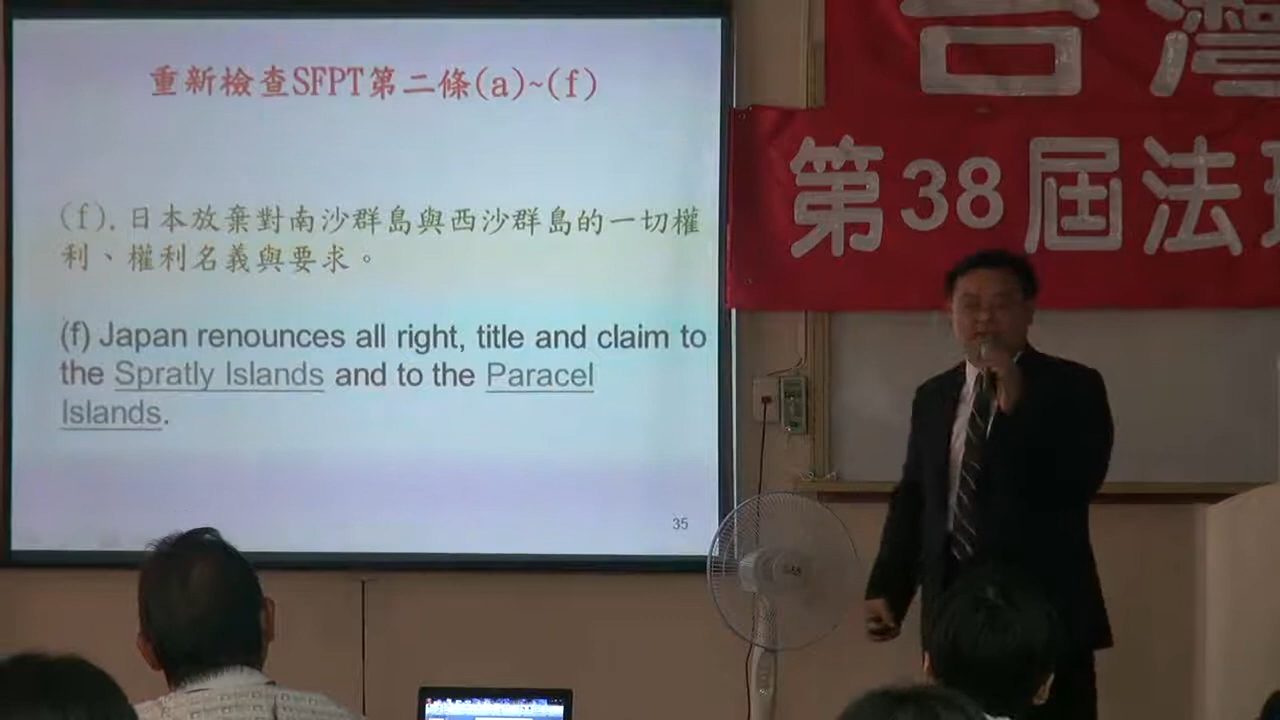 重新檢查SFPT第二條(a)~(f)
(f). 日本放棄對南沙群島與西沙群島的一切權
利、權利名義與要求。
(f) Japan renounces all right, title and claim to
the Spratly Islands and to the Paracel
Islands.
35
台灣
第38屆法理